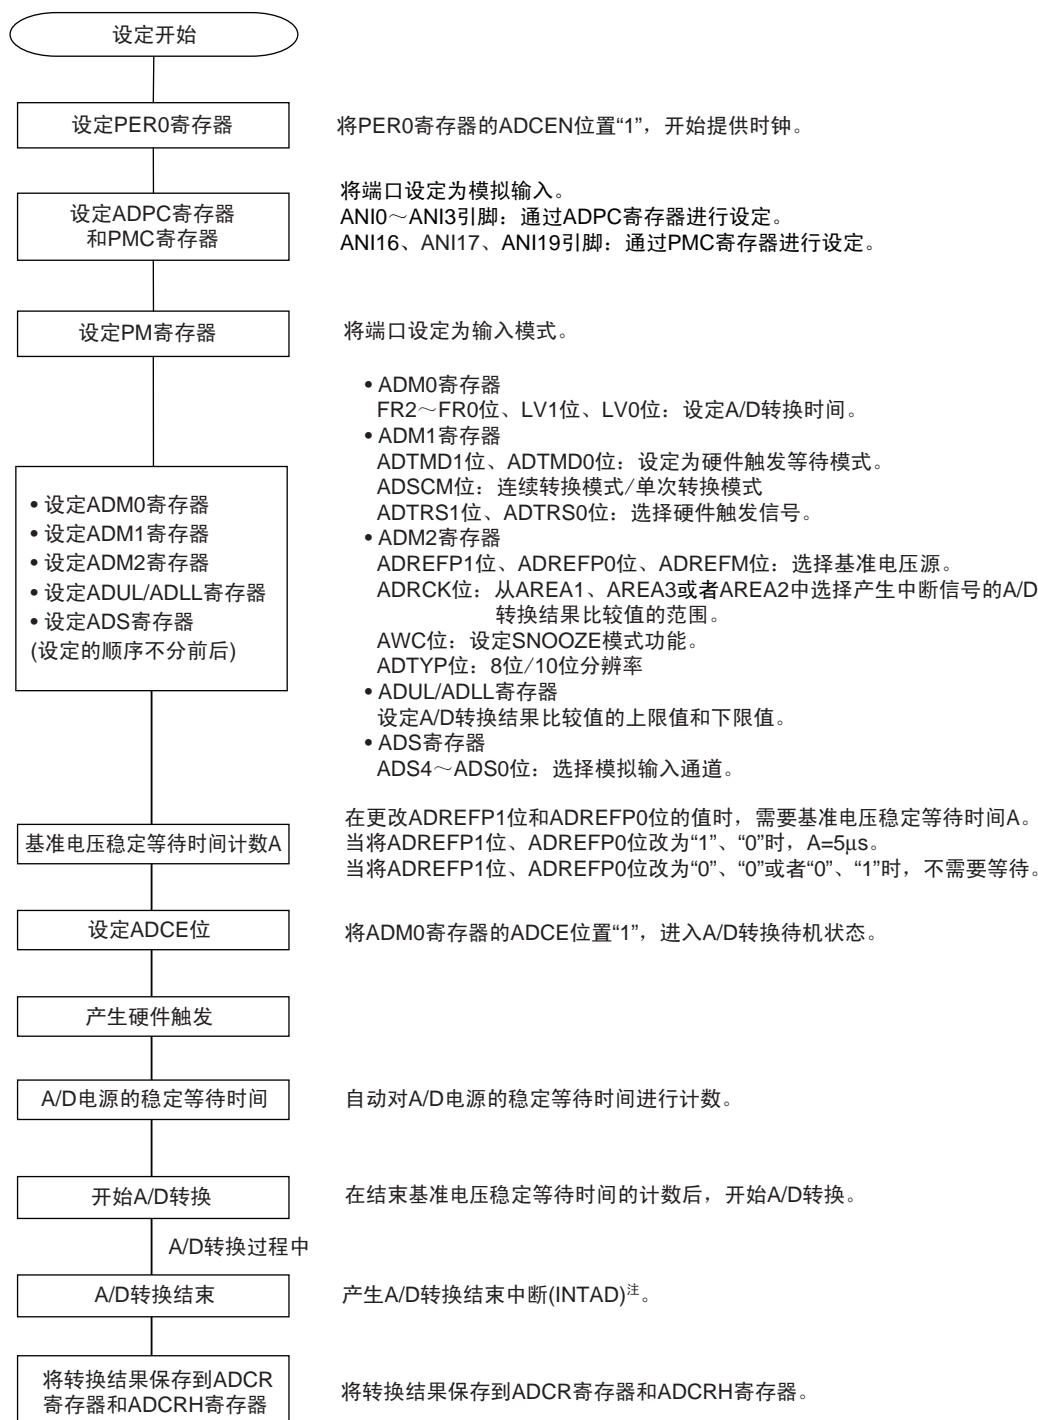 设定开始
设定PER0寄存器
将PER0寄存器的ADCEN位置“1”，开始提供时钟。
设定ADPC寄存器
和PMC寄存器
将端口设定为模拟输入。
ANI0～ANI3引脚：通过ADPC寄存器进行设定。
ANI16、ANI17、ANI19引脚：通过PMC寄存器进行设定。
设定PM寄存器
将端口设定为输入模式。
• 设定ADM0寄存器
• 设定ADM1寄存器
• 设定ADM2寄存器
• 设定ADUL/ADLL寄存器
• 设定ADS寄存器
(设定的顺序不分前后)
• ADM0寄存器
FR2～FR0位、LV1位、LV0位：设定A/D转换时间。
• ADM1寄存器
ADTMD1位、ADTMD0位：设定为硬件触发等待模式。
ADSCM位：连续转换模式/单次转换模式
ADTRS1位、ADTRS0位：选择硬件触发信号。
• ADM2寄存器
ADREFP1位、ADREFP0位、ADREFM位：选择基准电压源。
ADRCK位：从AREA1、AREA3或者AREA2中选择产生中断信号的A/D
转换结果比较值的范围。
AWC位：设定SNOOZE模式功能。
ADTYP位：8位/10位分辨率
• ADUL/ADLL寄存器
设定A/D转换结果比较值的上限值和下限值。
• ADS寄存器
ADS4～ADS0位：选择模拟输入通道。
基准电压稳定等待时间计数A
在更改ADREFP1位和ADREFP0位的值时，需要基准电压稳定等待时间A。
当将ADREFP1位、ADREFP0位改为“1”、“0”时，A=5μs。
当将ADREFP1位、ADREFP0位改为“0”、“0”或者“0”、“1”时，不需要等待。
设定ADCE位
将ADM0寄存器的ADCE位置“1”，进入A/D转换待机状态。
产生硬件触发
A/D电源的稳定等待时间
自动对A/D电源的稳定等待时间进行计数。
开始A/D转换
在结束基准电压稳定等待时间的计数后，开始A/D转换。
A/D转换过程中
A/D转换结束
产生A/D转换结束中断(INTAD)注。
将转换结果保存到ADCR
寄存器和ADCRH寄存器
将转换结果保存到ADCR寄存器和ADCRH寄存器。